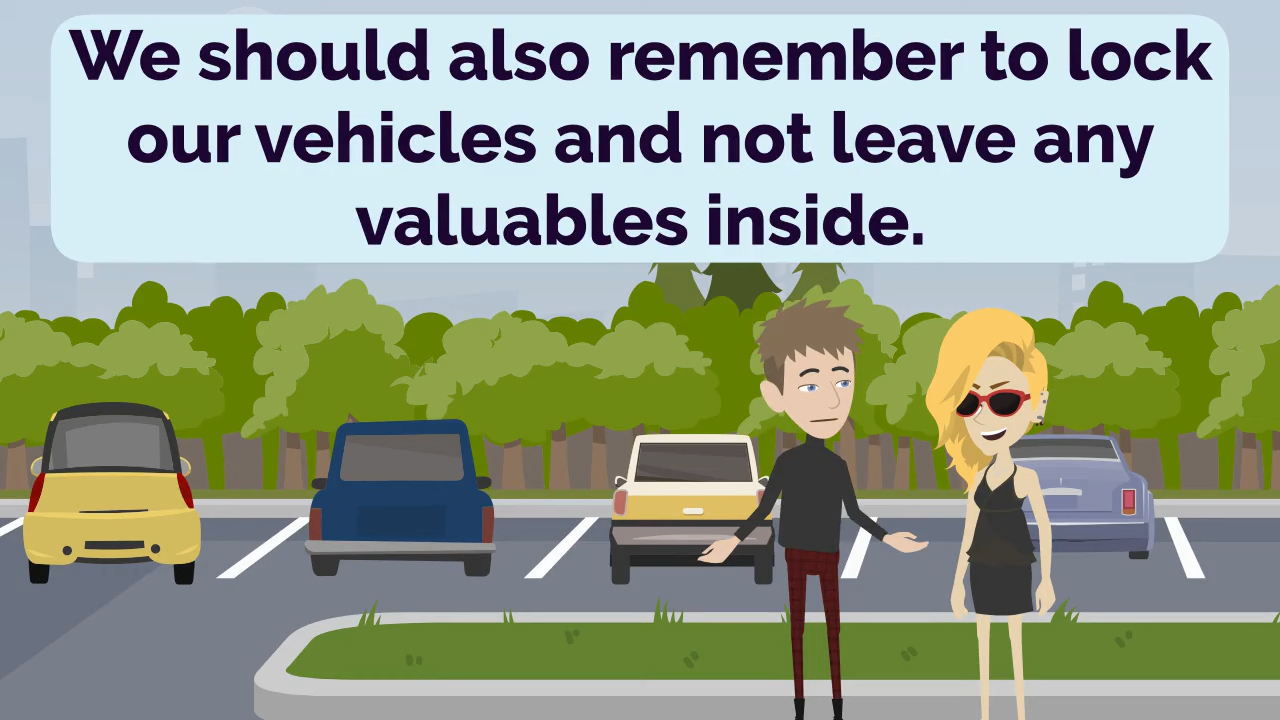 We should also remember to lock
our vehicles and not leave any
valuables inside.